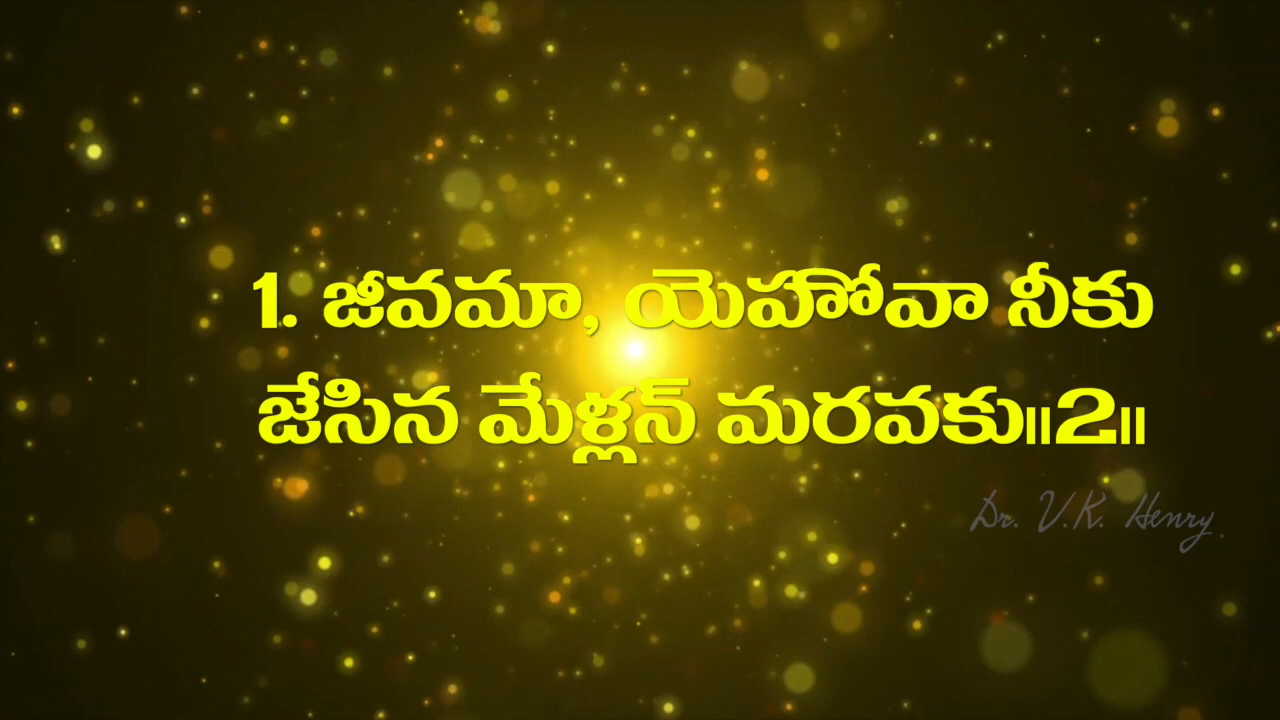 1. జీవమా, యెహోవా నీకు
జేసిన మేళ్లన్ మరవకు॥2॥
Dr. V.K. Henry.